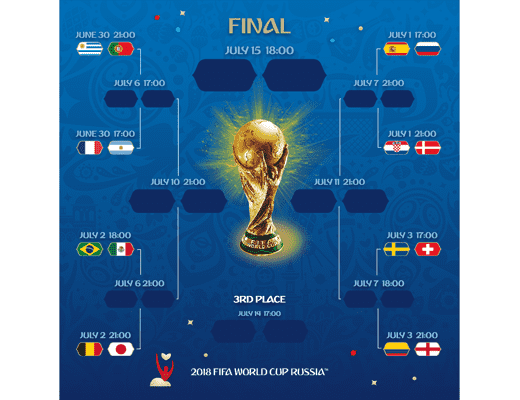 FINAL
JULY 15 18:00
JUNE 30 21:00
JULY 1 17:00
JULY 6 17:00
JULY 7 21:00
JUNE 30 17:00
JULY 1 21:00
JULY 10 21:00
JULY 11 21:00
JULY 2 18:00
JULY 3 17:00
JULY 6 21:00
JULY 7 18:00
3RD PLACE
JULY 14 17:00
JULY 2 21:00
JULY 3 21:00
2018 FIFA WORLD CUP RUSSIA™